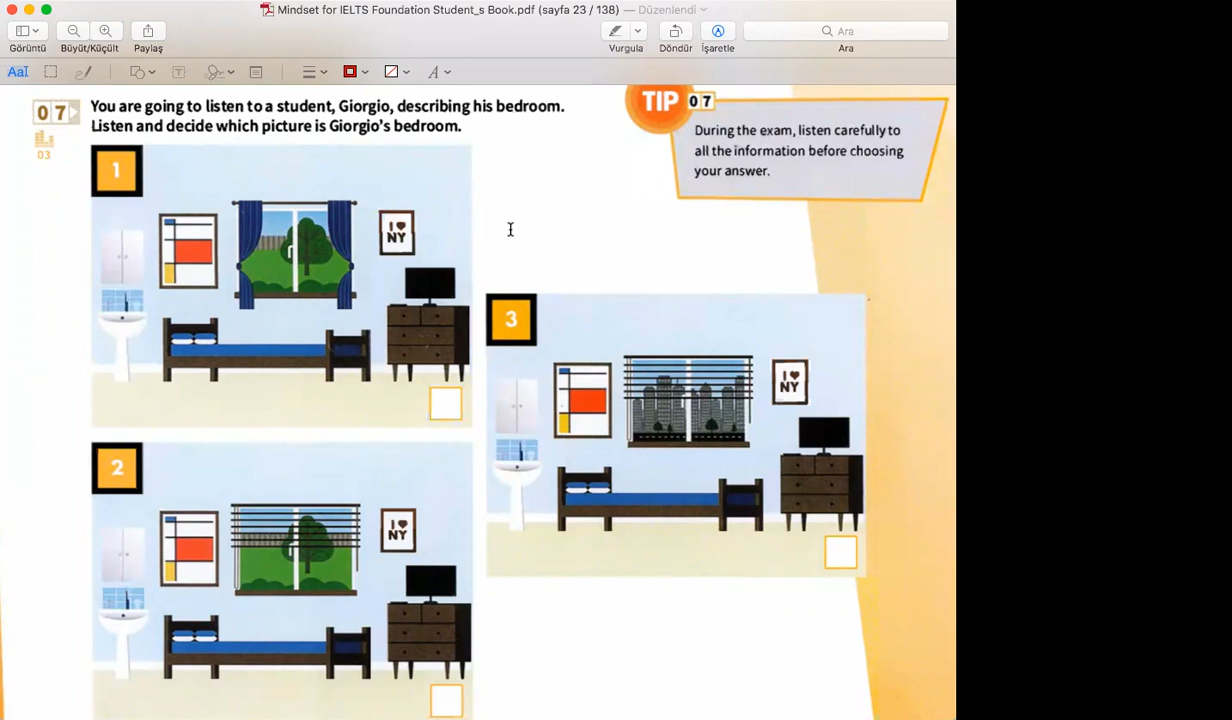 Mindset for IELTS Foundation Student_s Book.pdf (sayfa 23 / 138) — Düzenlendi
Görüntü
Büyüt/Küçült
Paylaş
Vurgula
Döndür
İşaretle
Ara
Ara
AaI
T
A
07
You are going to listen to a student, Giorgio, describing his bedroom.
Listen and decide which picture is Giorgio's bedroom.
03
TIP 07
During the exam, listen carefully to
all the information before choosing
your answer.
1
I ♥
NY
3
I ♥
NY
2
I ♥
NY